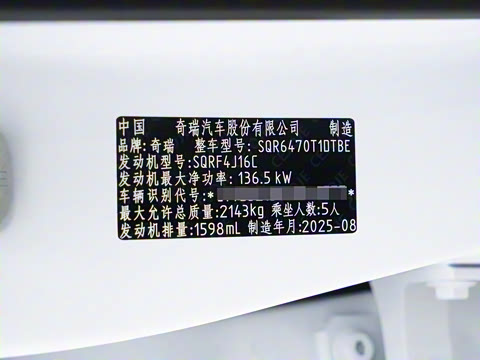 中国 奇瑞汽车股份有限公司 制造
品牌:奇瑞 整车型号: SQR6470T1DTBE
发动机型号:SQRF4J16C
发动机最大净功率: 136.5 kW
车辆识别代号:* *
最大允许总质量:2143kg 乘坐人数:5人
发动机排量:1598mL 制造年月:2025-08